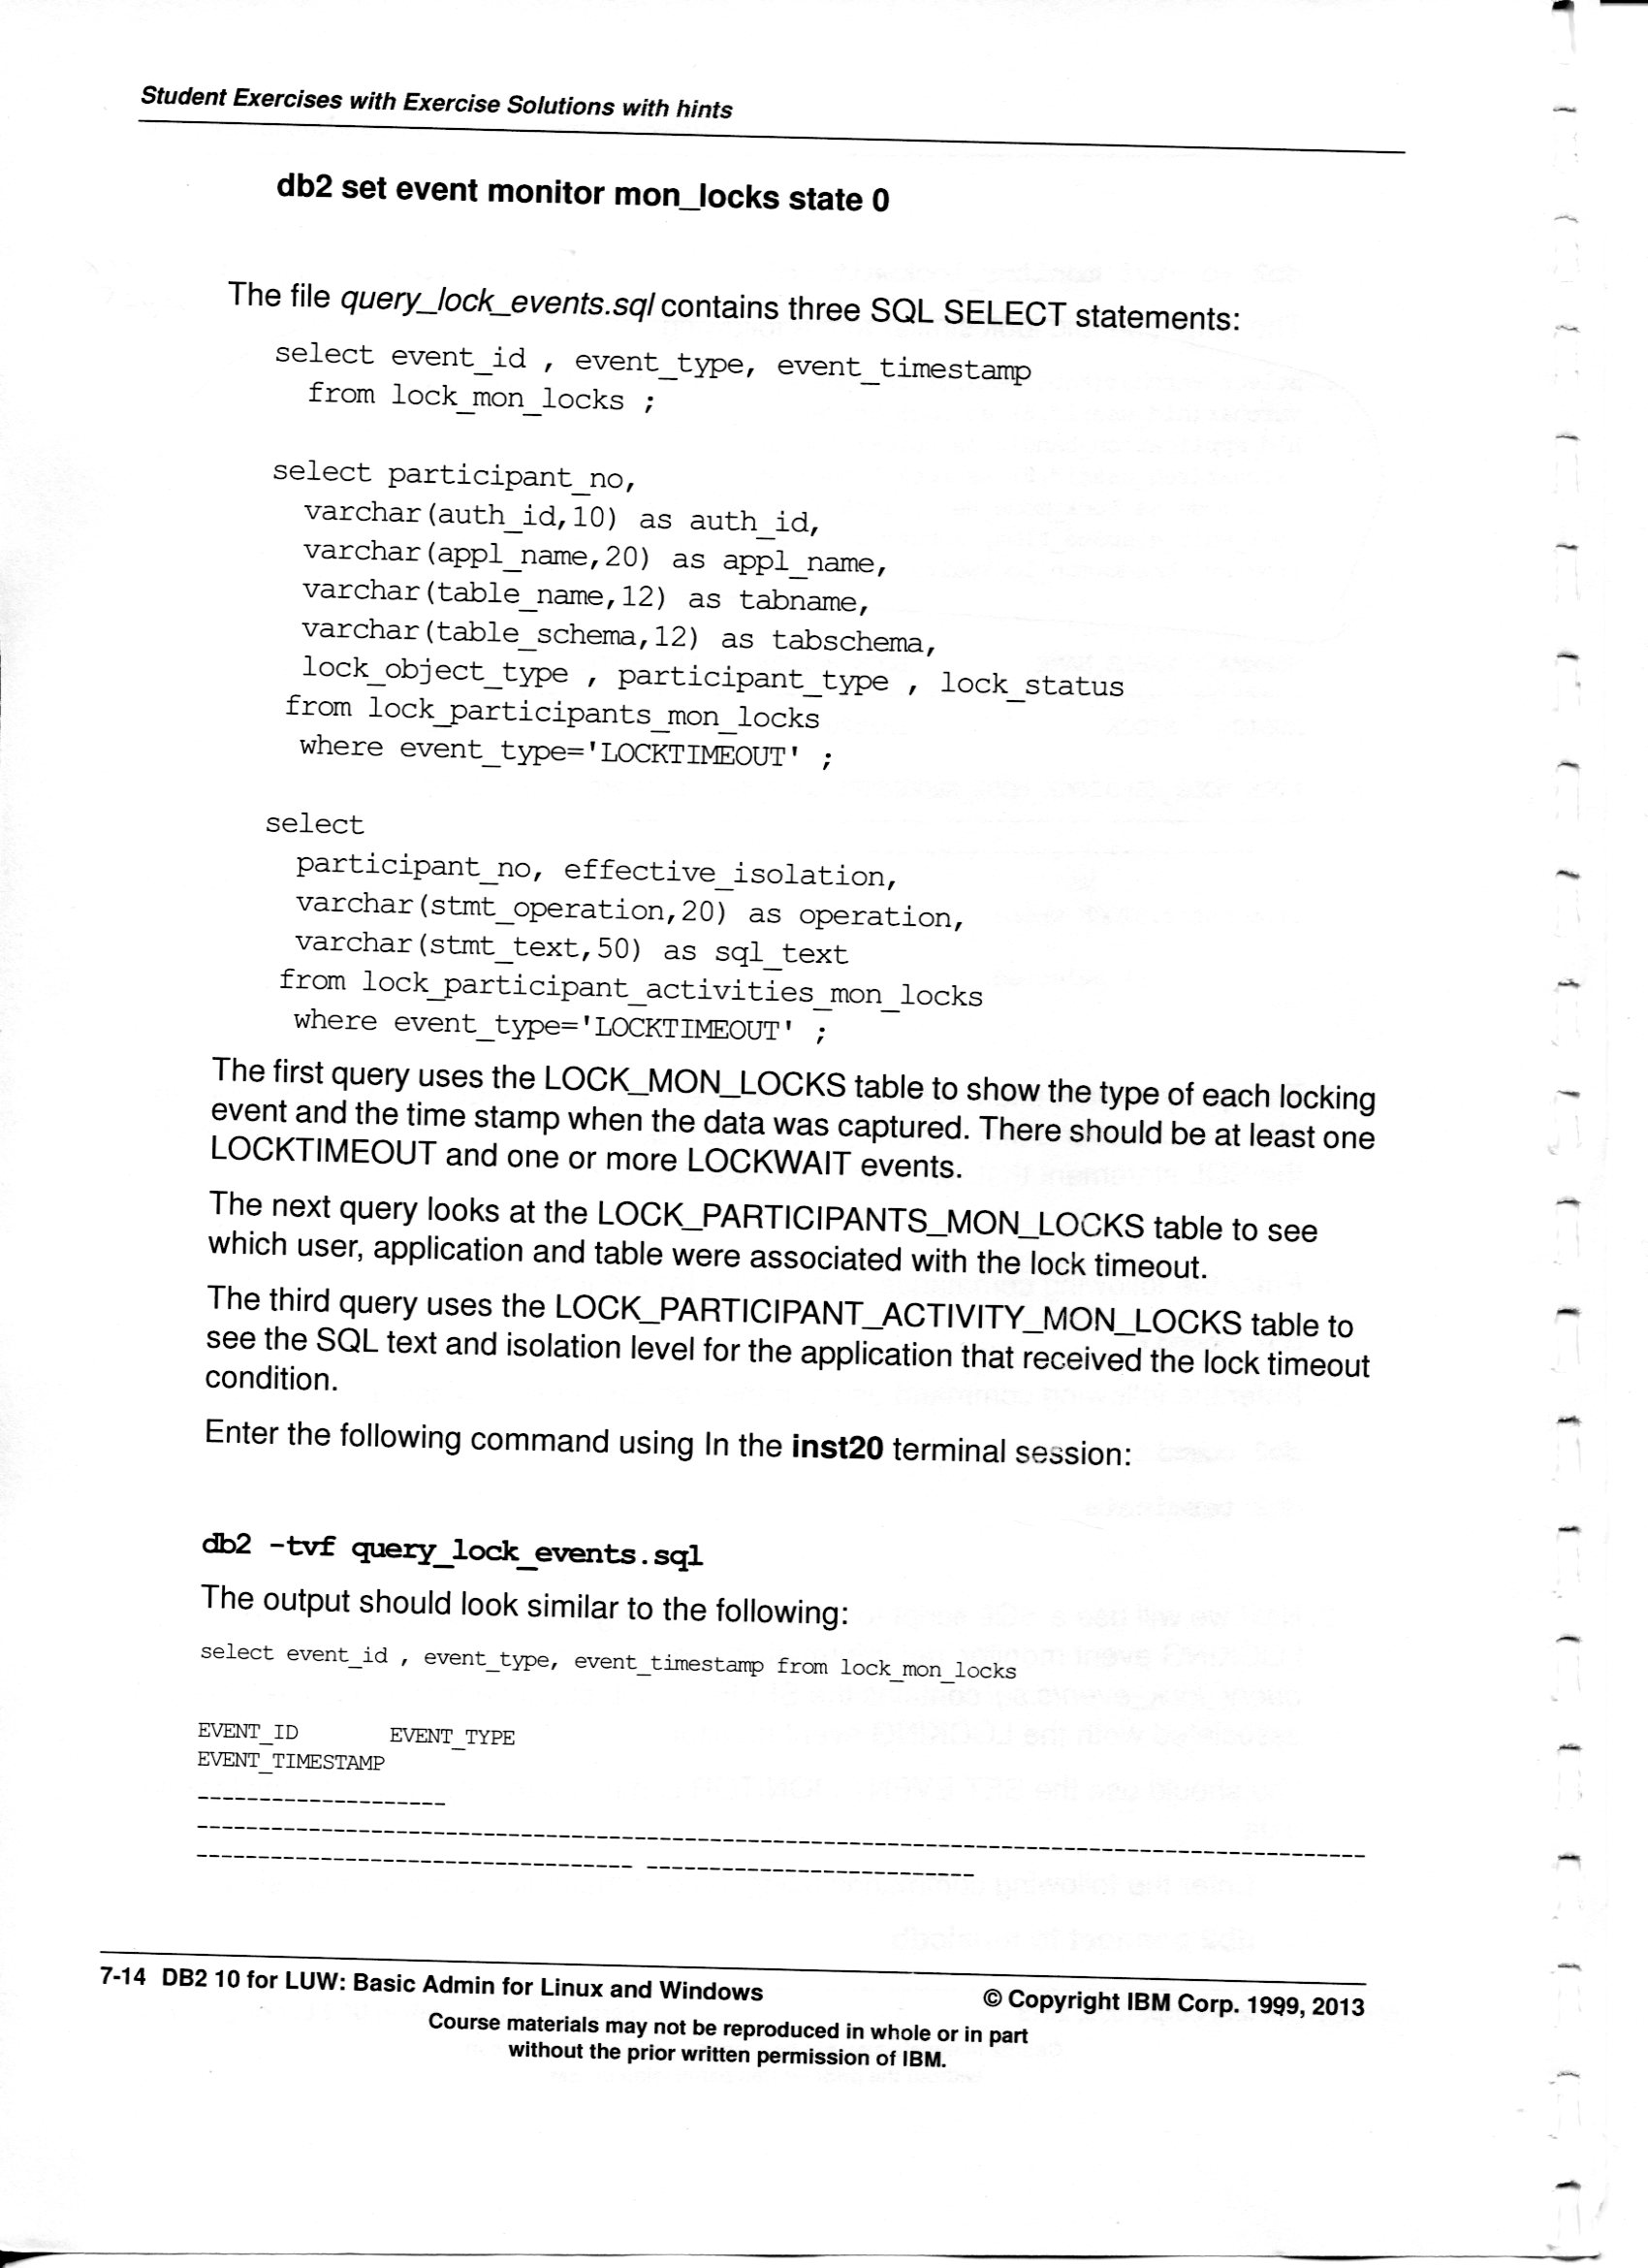 Student Exercises with Exercise Solutions with hints
db2 set event monitor mon_locks state 0
The file query_lock_events.sql contains three SQL SELECT statements:
select event_id , event_type, event_timestamp
from lock_mon_locks ;
select participant_no,
varchar(auth_id,10) as auth_id,
varchar(appl_name,20) as appl_name,
varchar(table_name,12) as tabname,
varchar(table_schema,12) as tabschema,
lock_object_type , participant_type , lock_status
from lock_participants_mon_locks
where event_type='LOCKTIMEOUT' ;
select
participant_no, effective_isolation,
varchar(stmt_operation,20) as operation,
varchar(stmt_text,50) as sql_text
from lock_participant_activities_mon_locks
where event_type='LOCKTIMEOUT' ;
The first query uses the LOCK_MON_LOCKS table to show the type of each locking
event and the time stamp when the data was captured. There should be at least one
LOCKTIMEOUT and one or more LOCKWAIT events.
The next query looks at the LOCK_PARTICIPANTS_MON_LOCKS table to see
which user, application and table were associated with the lock timeout.
The third query uses the LOCK_PARTICIPANT_ACTIVITY_MON_LOCKS table to
see the SQL text and isolation level for the application that received the lock timeout
condition.
Enter the following command using In the inst20 terminal session:
db2 -tvf query_lock_events.sql
The output should look similar to the following:
select event_id , event_type, event_timestamp from lock_mon_locks
EVENT_ID EVENT_TYPE
EVENT_TIMESTAMP
--------------------
----------------------------------------------------------------------------------------------
----------------------------------- --------------------------
7-14 DB2 10 for LUW: Basic Admin for Linux and Windows © Copyright IBM Corp. 1999, 2013
Course materials may not be reproduced in whole or in part
without the prior written permission of IBM.